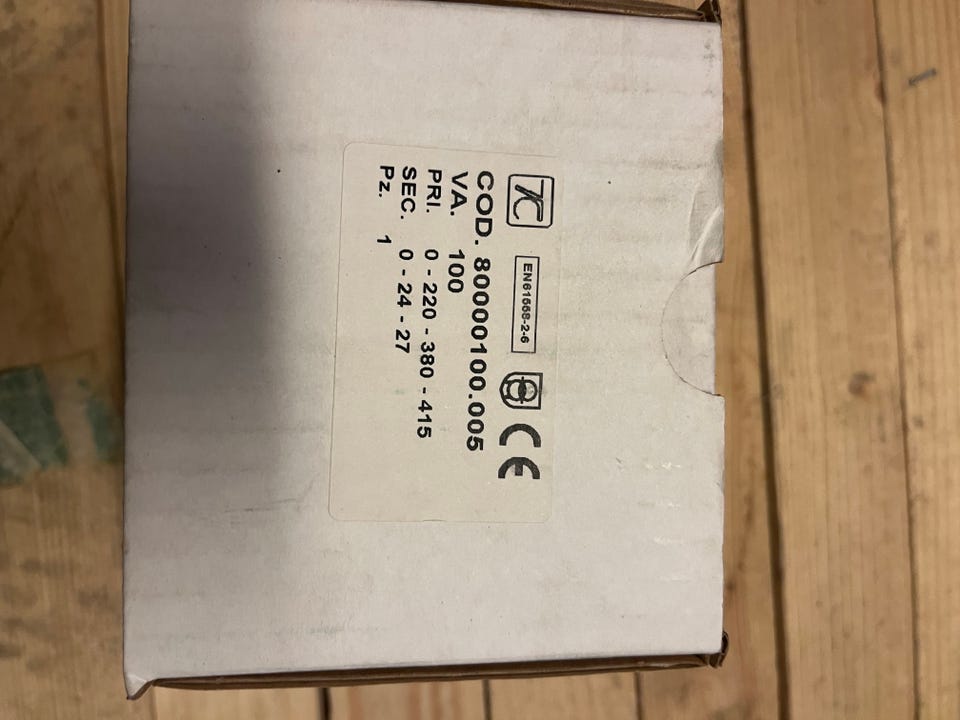 TC EN61558-2-6 CE
COD. 80000100.005
VA. 100
PRI. 0 - 220 - 380 - 415
SEC. 0 - 24 - 27
Pz. 1